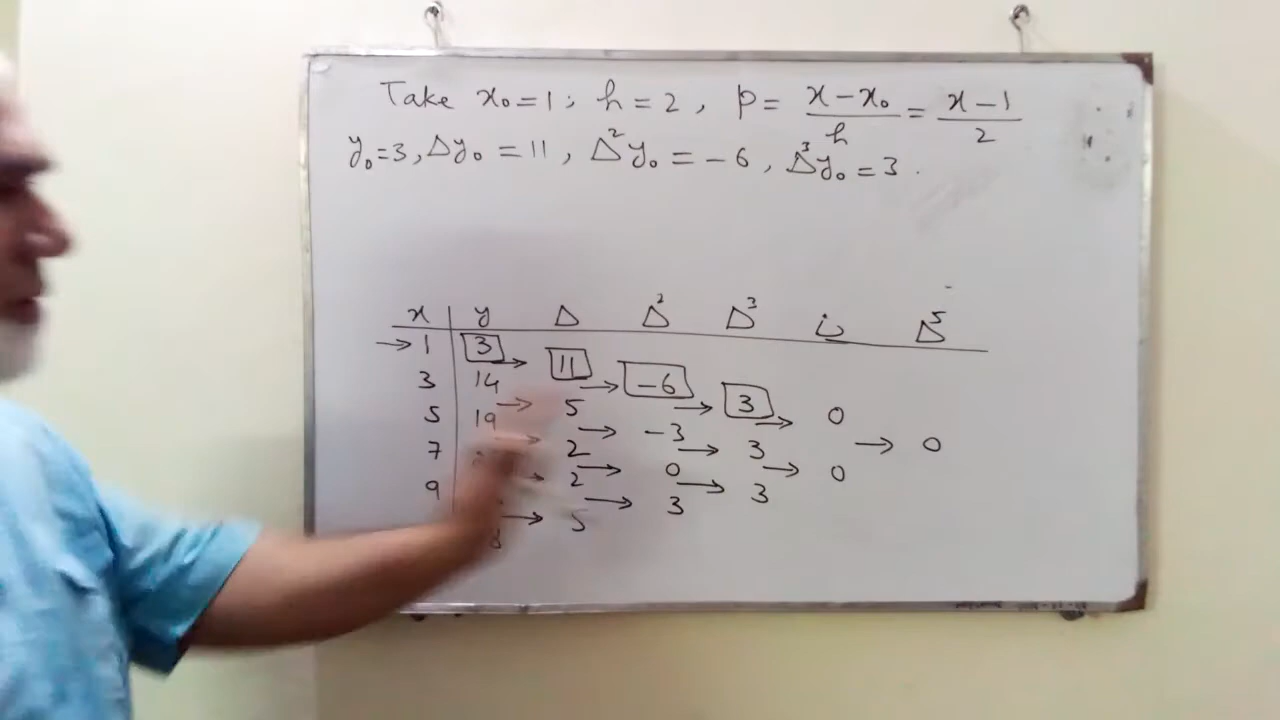 Take x₀ = 1 ; h = 2 , p = (x − x₀)/h = (x − 1)/2
y₀ = 3 , Δy₀ = 11 , Δ²y₀ = −6 , Δ³y₀ = 3 .
x y Δ Δ² Δ³ Δ⁵
→ 1 3 →
11
3 14 → −6
→ 5 → 3
5 19 → −3 → 0
→ 2 → 3 → 0
7 → 0 → 0
→ 2 → 3
9 → 3
→ 5
8